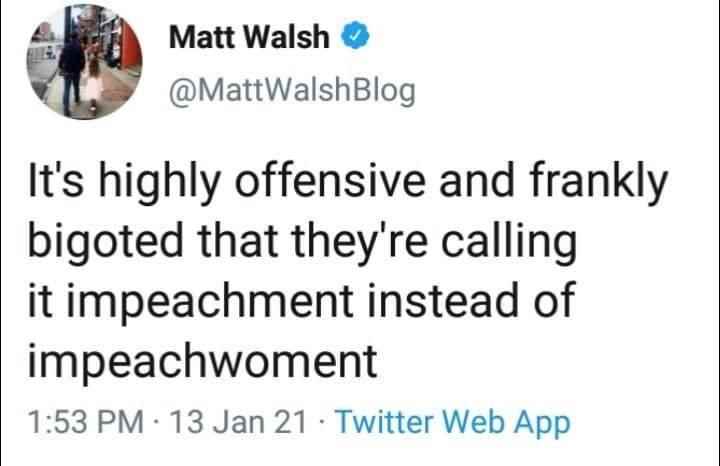 Matt Walsh
@MattWalshBlog
It's highly offensive and frankly
bigoted that they're calling
it impeachment instead of
impeachwoment
1:53 PM · 13 Jan 21 · Twitter Web App